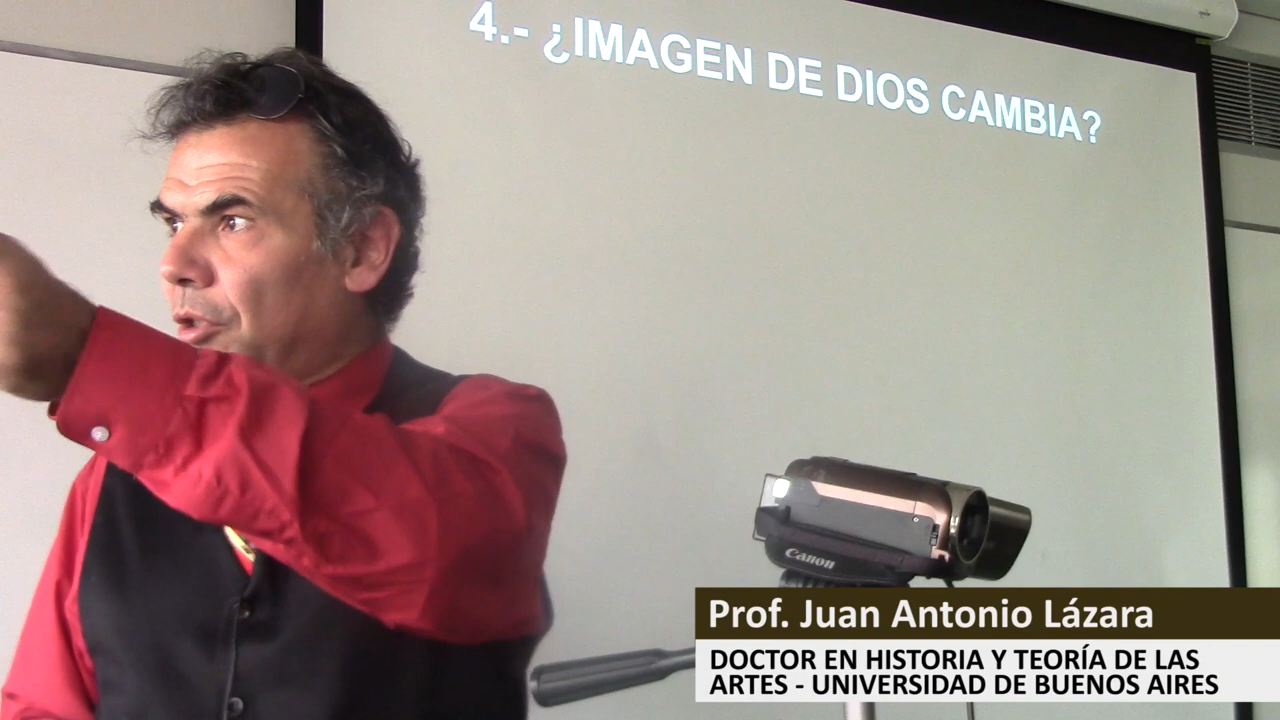 4.- ¿IMAGEN DE DIOS CAMBIA?
Canon
Prof. Juan Antonio Lázara
DOCTOR EN HISTORIA Y TEORÍA DE LAS
ARTES - UNIVERSIDAD DE BUENOS AIRES